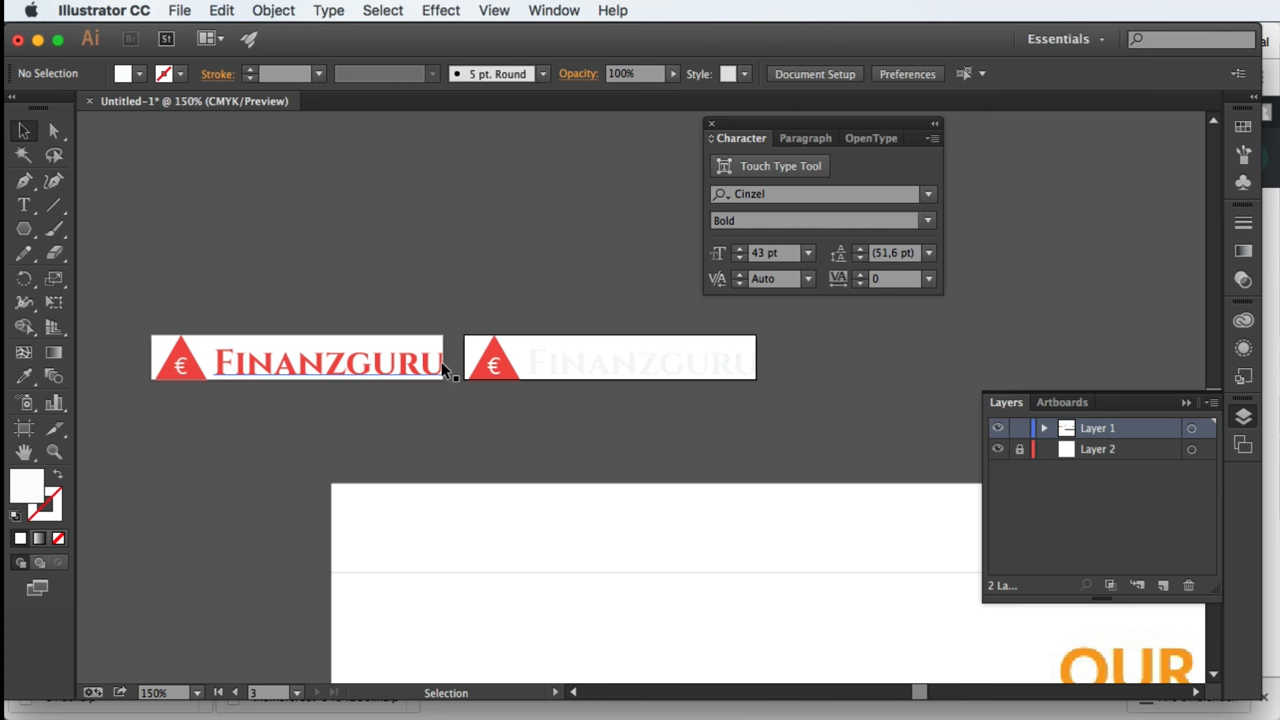 Illustrator CC File Edit Object Type Select Effect View Window Help
Ai Br St Essentials
No Selection Stroke: 5 pt. Round Opacity: 100% Style: Document Setup Preferences
Untitled-1* @ 150% (CMYK/Preview)
Character Paragraph OpenType
Touch Type Tool
Cinzel
Bold
43 pt (51,6 pt)
Auto 0
€ FINANZGURU € FINANZGURU
Layers Artboards
Layer 1
Layer 2
2 La...
OUR
150% 3 Selection